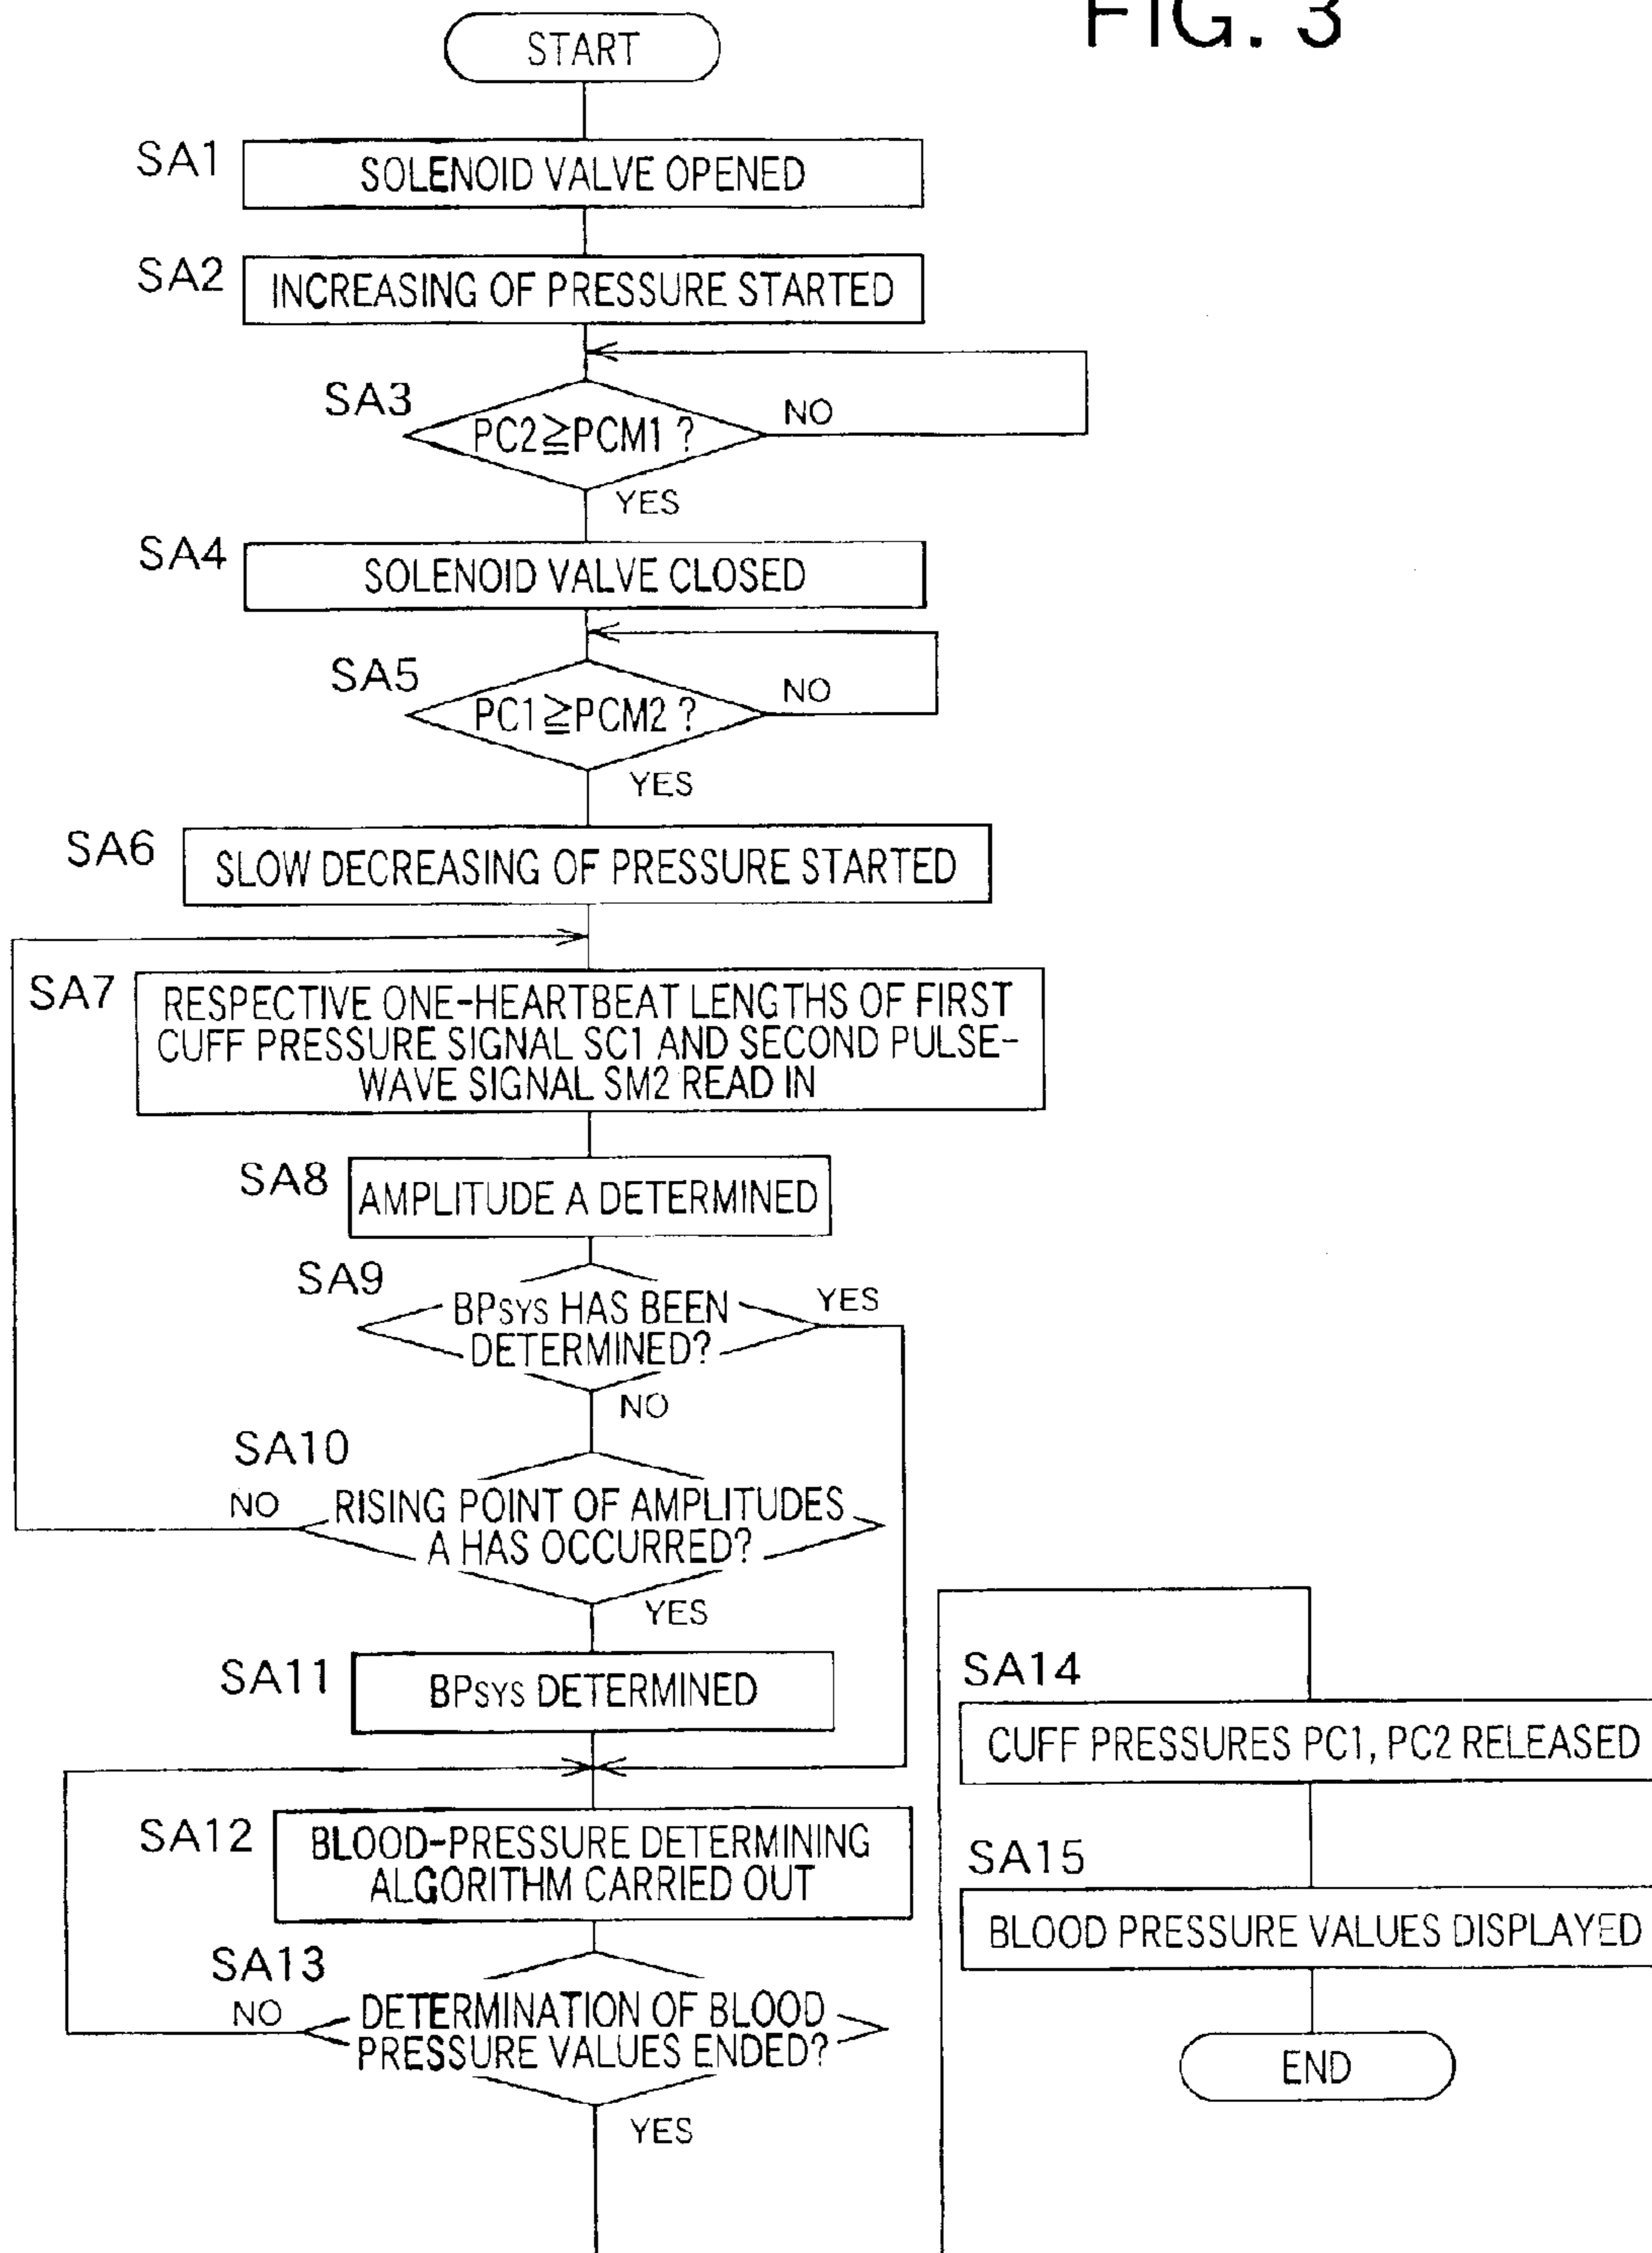 FIG. 3
START
SA1
SOLENOID VALVE OPENED
SA2
INCREASING OF PRESSURE STARTED
SA3
PC2≧PCM1 ?
NO
YES
SA4
SOLENOID VALVE CLOSED
SA5
PC1≧PCM2 ?
NO
YES
SA6
SLOW DECREASING OF PRESSURE STARTED
SA7
RESPECTIVE ONE-HEARTBEAT LENGTHS OF FIRST
CUFF PRESSURE SIGNAL SC1 AND SECOND PULSE-
WAVE SIGNAL SM2 READ IN
SA8
AMPLITUDE A DETERMINED
SA9
BPSYS HAS BEEN
DETERMINED?
YES
NO
SA10
RISING POINT OF AMPLITUDES
A HAS OCCURRED?
NO
YES
SA11
BPSYS DETERMINED
SA12
BLOOD-PRESSURE DETERMINING
ALGORITHM CARRIED OUT
SA13
DETERMINATION OF BLOOD
PRESSURE VALUES ENDED?
NO
YES
SA14
CUFF PRESSURES PC1, PC2 RELEASED
SA15
BLOOD PRESSURE VALUES DISPLAYED
END